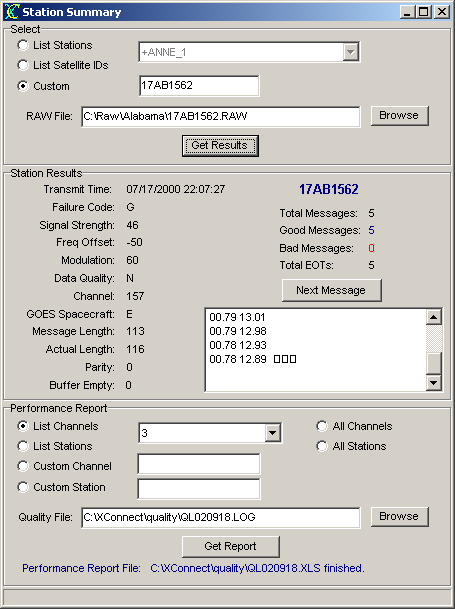 Station Summary
Select
List Stations
+ANNE_1
List Satellite IDs
Custom
17AB1562
RAW File:
C:\Raw\Alabama\17AB1562.RAW
Browse
Get Results
Station Results
Transmit Time: 07/17/2000 22:07:27
Failure Code: G
Signal Strength: 46
Freq Offset: -50
Modulation: 60
Data Quality: N
Channel: 157
GOES Spacecraft: E
Message Length: 113
Actual Length: 116
Parity: 0
Buffer Empty: 0
17AB1562
Total Messages: 5
Good Messages: 5
Bad Messages: 0
Total EOTs: 5
Next Message
00.79 13.01
00.79 12.98
00.78 12.93
00.78 12.89 □□□
Performance Report
List Channels
3
All Channels
List Stations
All Stations
Custom Channel
Custom Station
Quality File:
C:\XConnect\quality\QL020918.LOG
Browse
Get Report
Performance Report File: C:\XConnect\quality\QL020918.XLS finished.